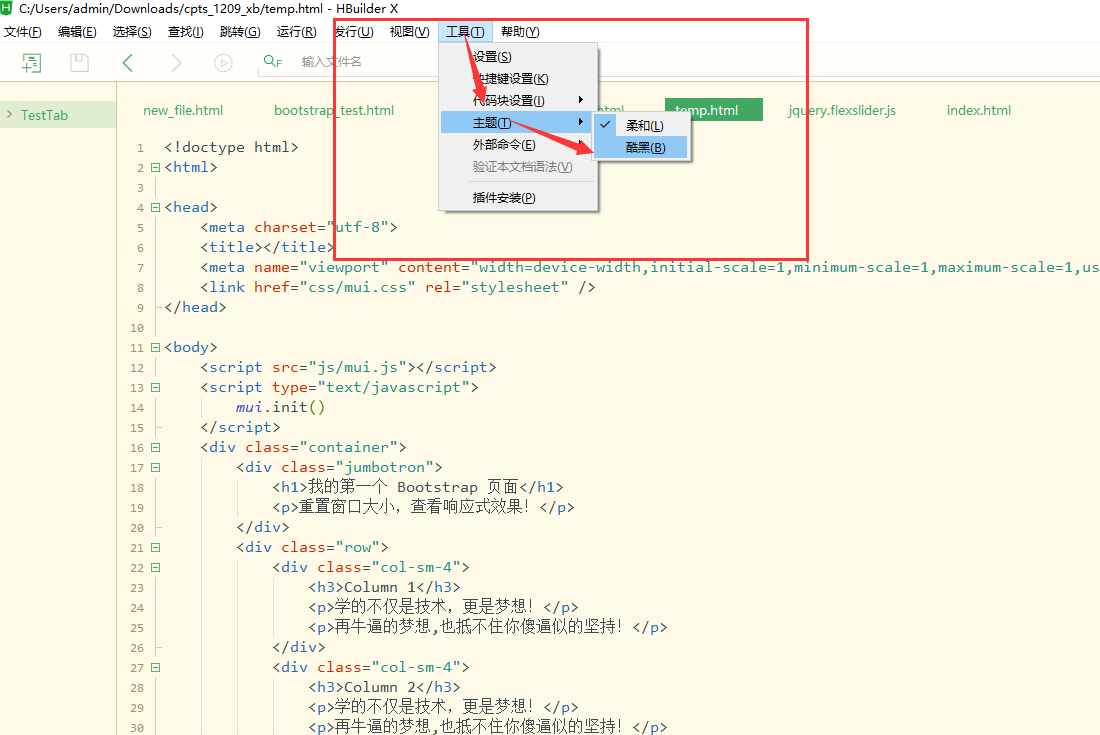 C:/Users/admin/Downloads/cpts_1209_xb/temp.html - HBuilder X
文件(F) 编辑(E) 选择(S) 查找(I) 跳转(G) 运行(R) 发行(U) 视图(V) 工具(T) 帮助(Y)
输入文件名
设置(S)
快捷键设置(K)
代码块设置(I)
主题(T)
外部命令(E)
验证本文档语法(V)
插件安装(P)
柔和(L)
酷黑(B)
TestTab
new_file.html bootstrap_test.html html temp.html jquery.flexslider.js index.html
1 <!doctype html>
2 <html>
3
4 <head>
5 <meta charset="utf-8">
6 <title></title>
7 <meta name="viewport" content="width=device-width,initial-scale=1,minimum-scale=1,maximum-scale=1,us
8 <link href="css/mui.css" rel="stylesheet" />
9 </head>
10
11 <body>
12 <script src="js/mui.js"></script>
13 <script type="text/javascript">
14 mui.init()
15 </script>
16 <div class="container">
17 <div class="jumbotron">
18 <h1>我的第一个 Bootstrap 页面</h1>
19 <p>重置窗口大小，查看响应式效果！</p>
20 </div>
21 <div class="row">
22 <div class="col-sm-4">
23 <h3>Column 1</h3>
24 <p>学的不仅是技术，更是梦想！</p>
25 <p>再牛逼的梦想,也抵不住你傻逼似的坚持！</p>
26 </div>
27 <div class="col-sm-4">
28 <h3>Column 2</h3>
29 <p>学的不仅是技术，更是梦想！</p>
30 <p>再牛逼的梦想,也抵不住你傻逼似的坚持！</p>